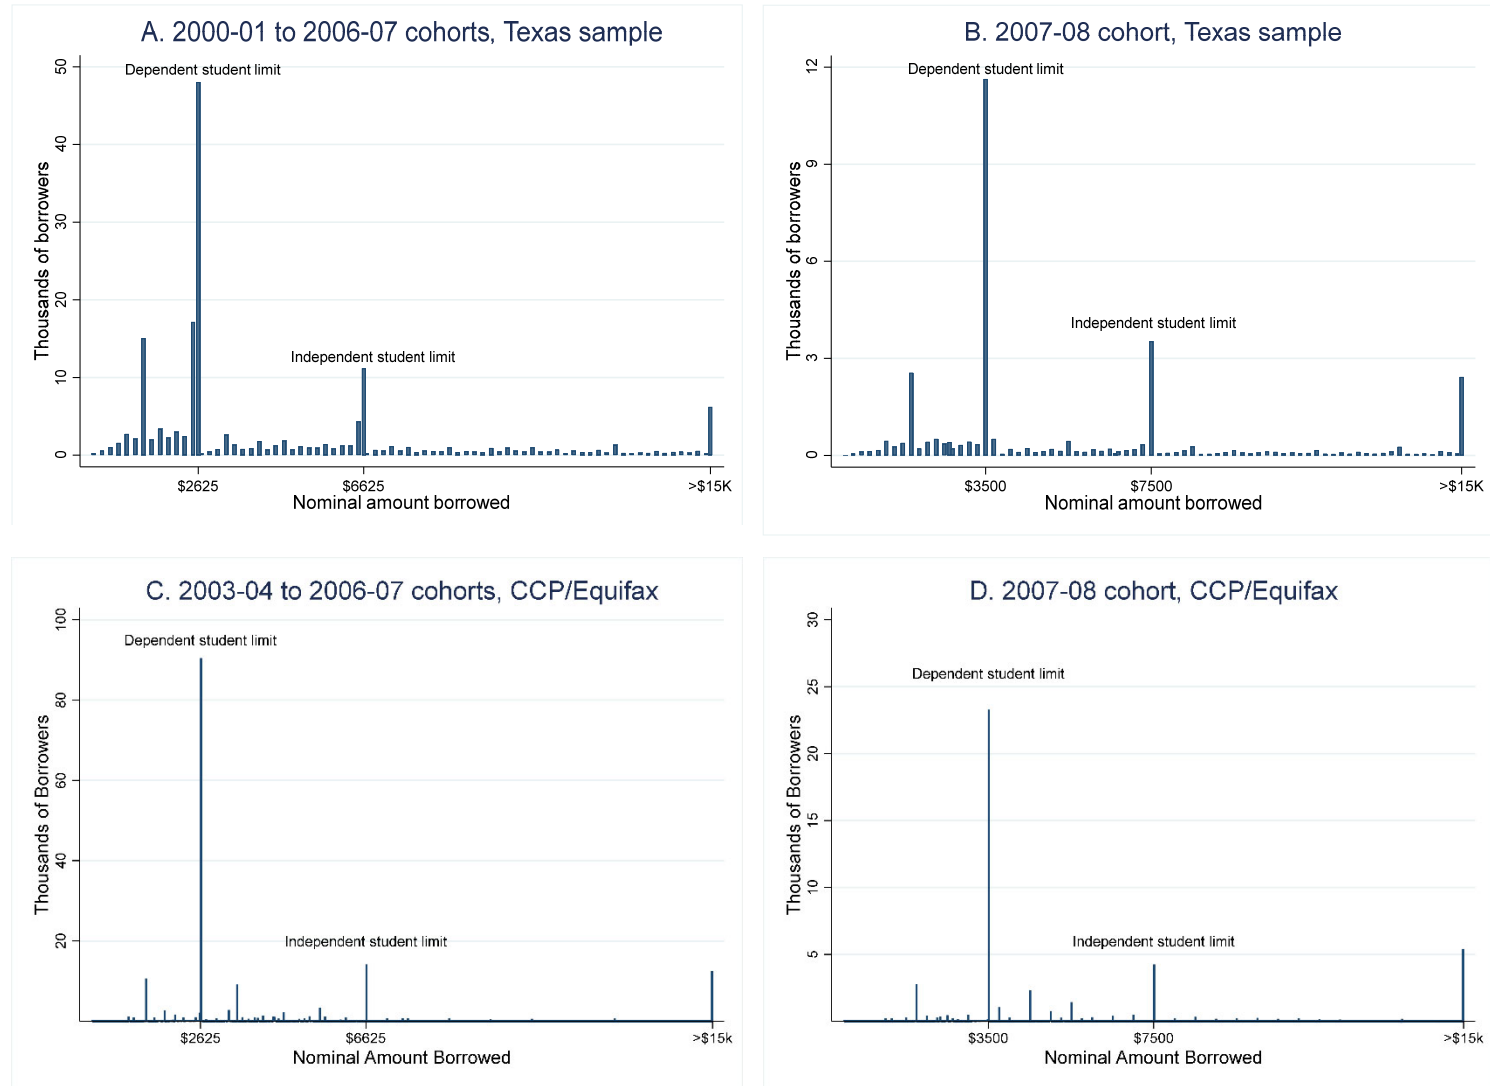 A. 2000-01 to 2006-07 cohorts, Texas sample
Dependent student limit
Independent student limit
Thousands of borrowers
50
40
30
20
10
0
$2625
$6625
>$15K
Nominal amount borrowed
B. 2007-08 cohort, Texas sample
Dependent student limit
Independent student limit
Thousands of borrowers
12
9
6
3
0
$3500
$7500
>$15K
Nominal amount borrowed
C. 2003-04 to 2006-07 cohorts, CCP/Equifax
Dependent student limit
Independent student limit
Thousands of Borrowers
100
80
60
40
20
$2625
$6625
>$15k
Nominal Amount Borrowed
D. 2007-08 cohort, CCP/Equifax
Dependent student limit
Independent student limit
Thousands of Borrowers
30
25
20
15
10
5
$3500
$7500
>$15k
Nominal Amount Borrowed